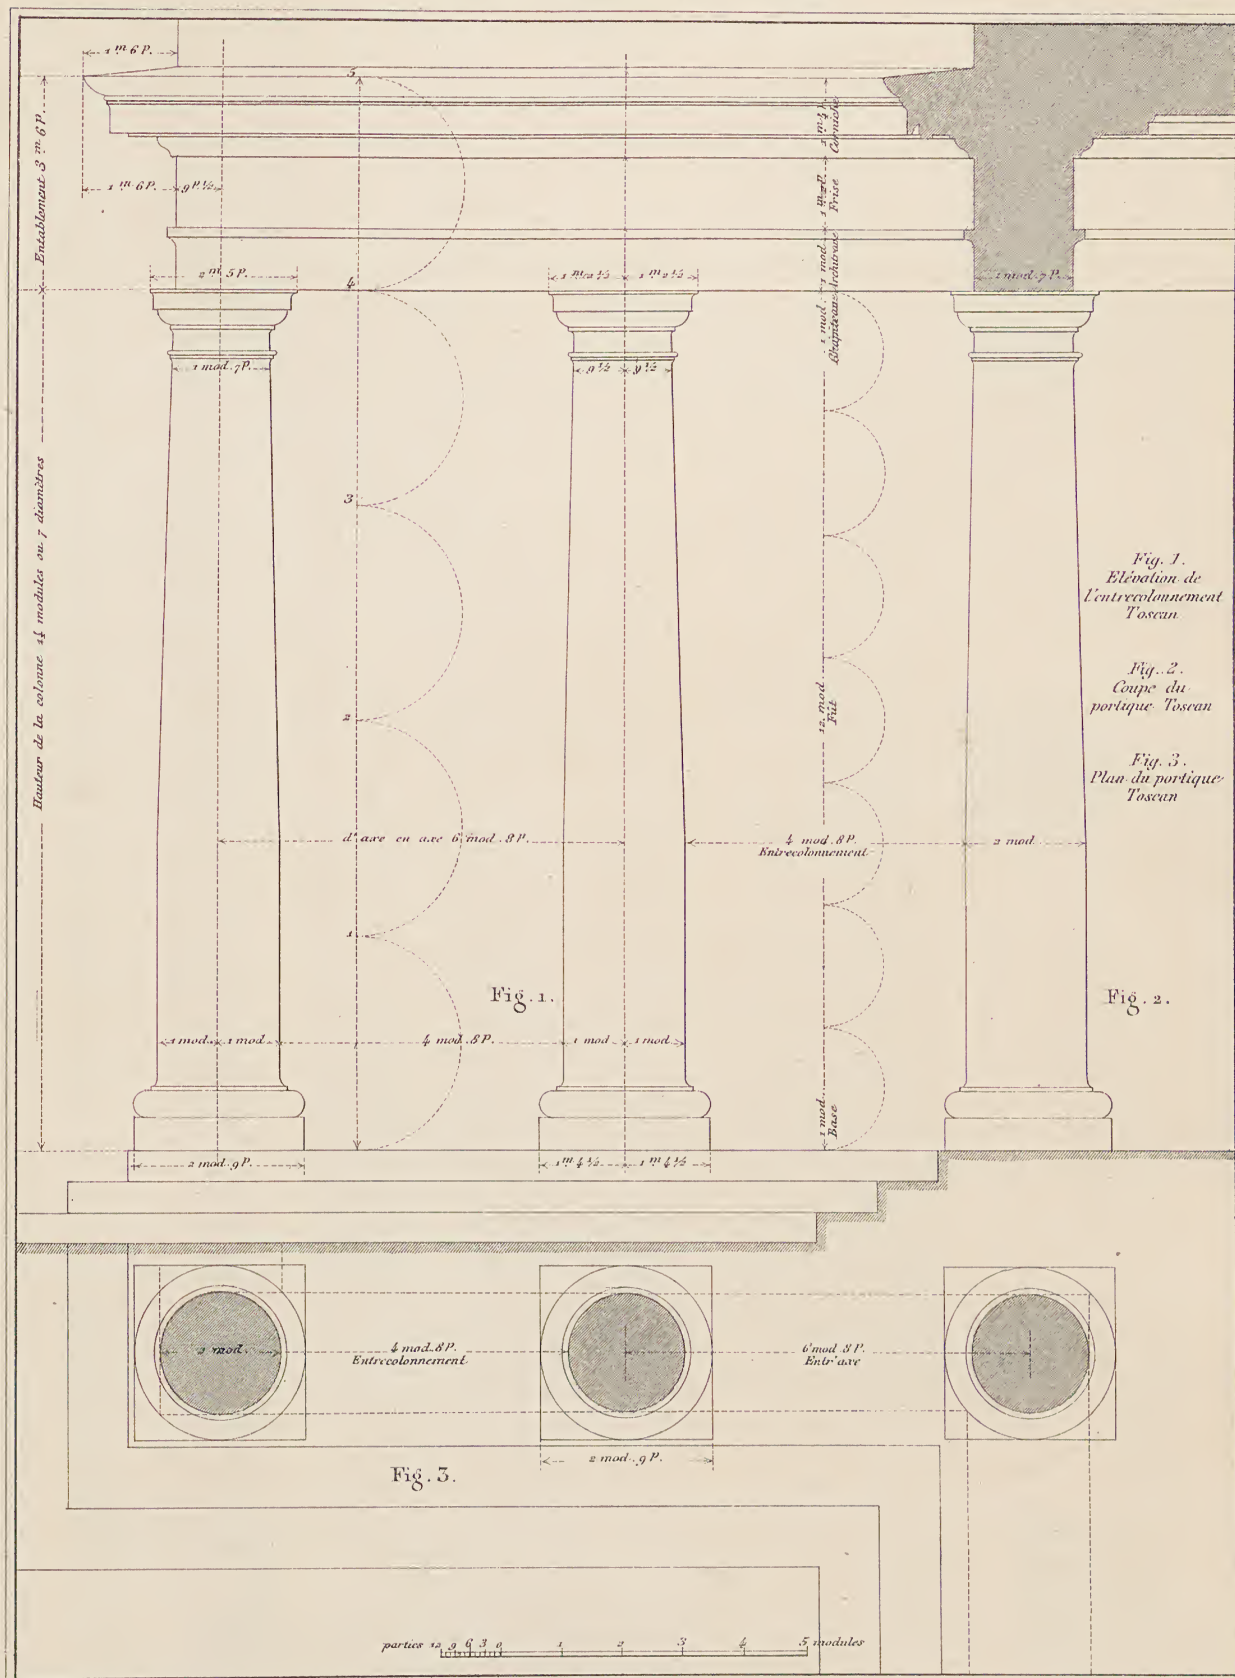 1 m 6 P.
5
Entablement 3 m 6 P.
1 m 4 P.
Corniche
1 m 6 P.
9 P. ½
1 m 2 P.
Frise
2 m 5 P.
4
1 m 2 ½
1 m 2 ½
1 mod.
Architrave
1 mod. 7 P.
1 mod.
Chapiteau
1 mod. 7 P.
9 ½
9 ½
3
Hauteur de la colonne 14 modules ou 7 diamètres
Fig. 1.
Elévation de
l'entrecolonnement
Toscan
Fig. 2.
Coupe du
portique Toscan
2
12 mod
Fût
Fig. 3.
Plan du portique
Toscan
d'axe en axe 6 mod. 8 P.
4 mod. 8 P.
Entrecolonnement
2 mod.
1
Fig. 1.
Fig. 2.
1 mod.
1 mod.
4 mod. 8 P.
1 mod
1 mod.
1 mod
Base
2 mod. 9 P.
1 m 4 ½
1 m 4 ½
2 mod.
4 mod. 8 P.
Entrecolonnement
6 mod 8 P.
Entr'axe
2 mod. 9 P.
Fig. 3.
parties 12 9 6 3 0 1 2 3 4 5 modules